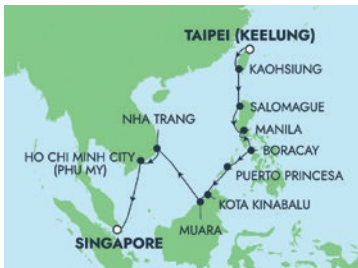 TAIPEI (KEELUNG)
KAOHSIUNG
SALOMAGUE
NHA TRANG
MANILA
BORACAY
HO CHI MINH CITY
(PHU MY)
PUERTO PRINCESA
KOTA KINABALU
MUARA
SINGAPORE